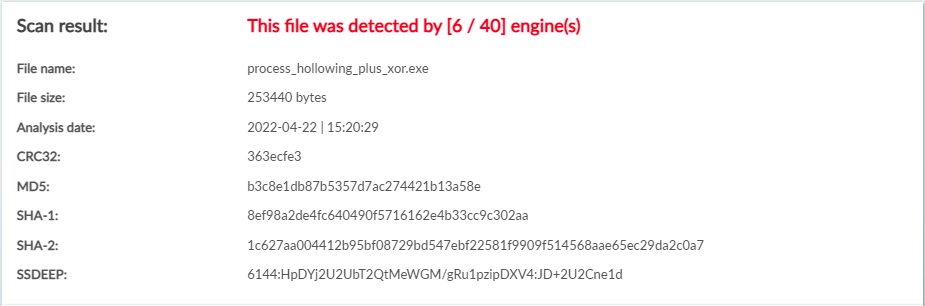 Scan result: This file was detected by [6 / 40] engine(s)
File name: process_hollowing_plus_xor.exe
File size: 253440 bytes
Analysis date: 2022-04-22 | 15:20:29
CRC32: 363ecfe3
MD5: b3c8e1db87b5357d7ac274421b13a58e
SHA-1: 8ef98a2de4fc640490f5716162e4b33cc9c302aa
SHA-2: 1c627aa004412b95bf08729bd547ebf22581f9909f514568aae65ec29da2c0a7
SSDEEP: 6144:HpDYj2U2UbT2QtMeWGM/gRu1pzipDXV4:JD+2U2Cne1d